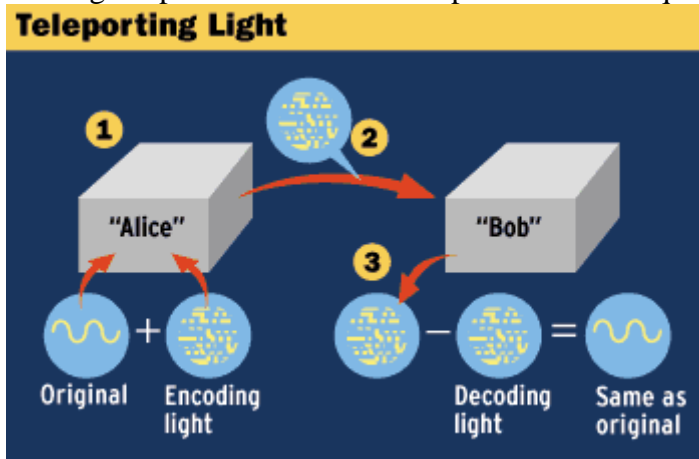 Teleporting Light
1
2
"Alice"
"Bob"
3
+
− =
Original
Encoding
light
Decoding
light
Same as
original